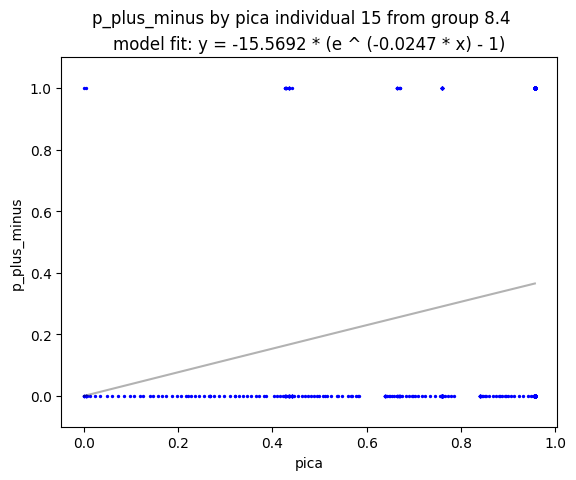 p_plus_minus by pica individual 15 from group 8.4
model fit: y = -15.5692 * (e ^ (-0.0247 * x) - 1)
1.0
0.8
0.6
0.4
0.2
0.0
p_plus_minus
0.0 0.2 0.4 0.6 0.8 1.0
pica